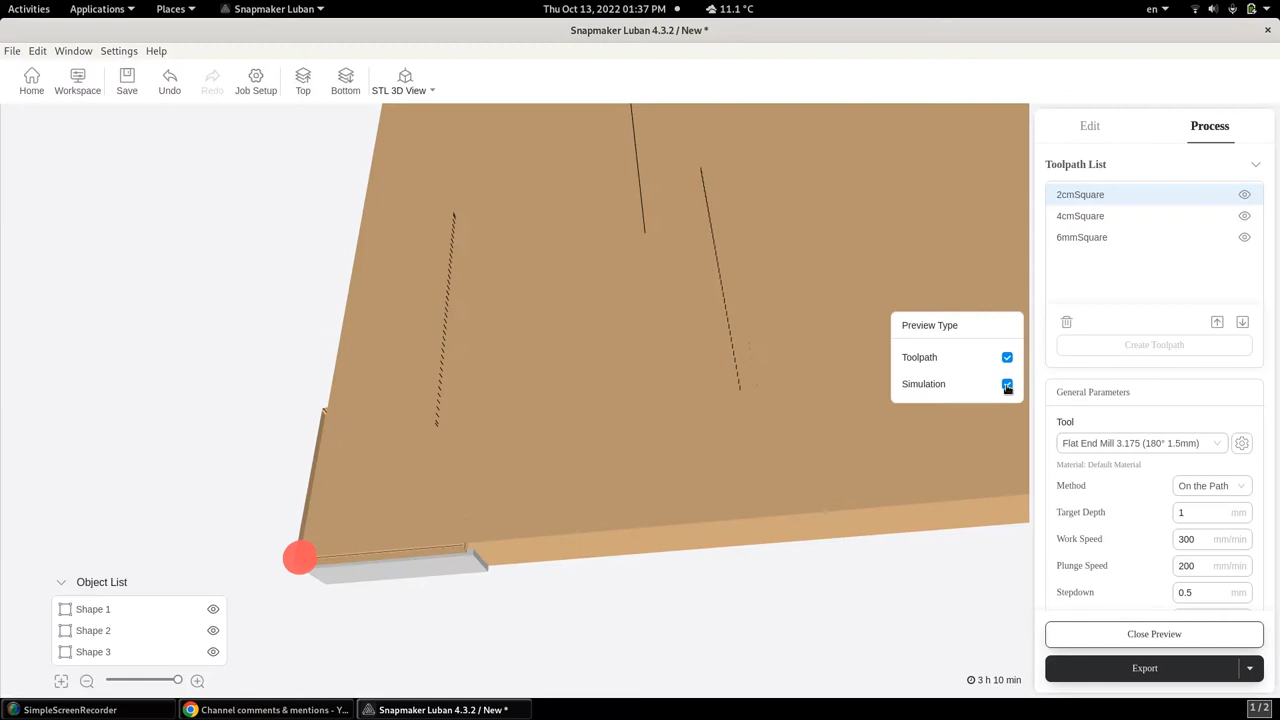 Activities Applications Places Snapmaker Luban Thu Oct 13, 2022 01:37 PM 11.1 °C en
Snapmaker Luban 4.3.2 / New *
File Edit Window Settings Help
Home Workspace Save Undo Redo Job Setup Top Bottom STL 3D View
Edit Process
Toolpath List
2cmSquare
4cmSquare
6mmSquare
Create Toolpath
Preview Type
Toolpath
Simulation
General Parameters
Tool
Flat End Mill 3.175 (180° 1.5mm)
Material: Default Material
Method On the Path
Target Depth 1 mm
Work Speed 300 mm/min
Plunge Speed 200 mm/min
Stepdown 0.5 mm
Close Preview
Export
Object List
Shape 1
Shape 2
Shape 3
3 h 10 min
SimpleScreenRecorder Channel comments & mentions - Y... Snapmaker Luban 4.3.2 / New * 1 / 2